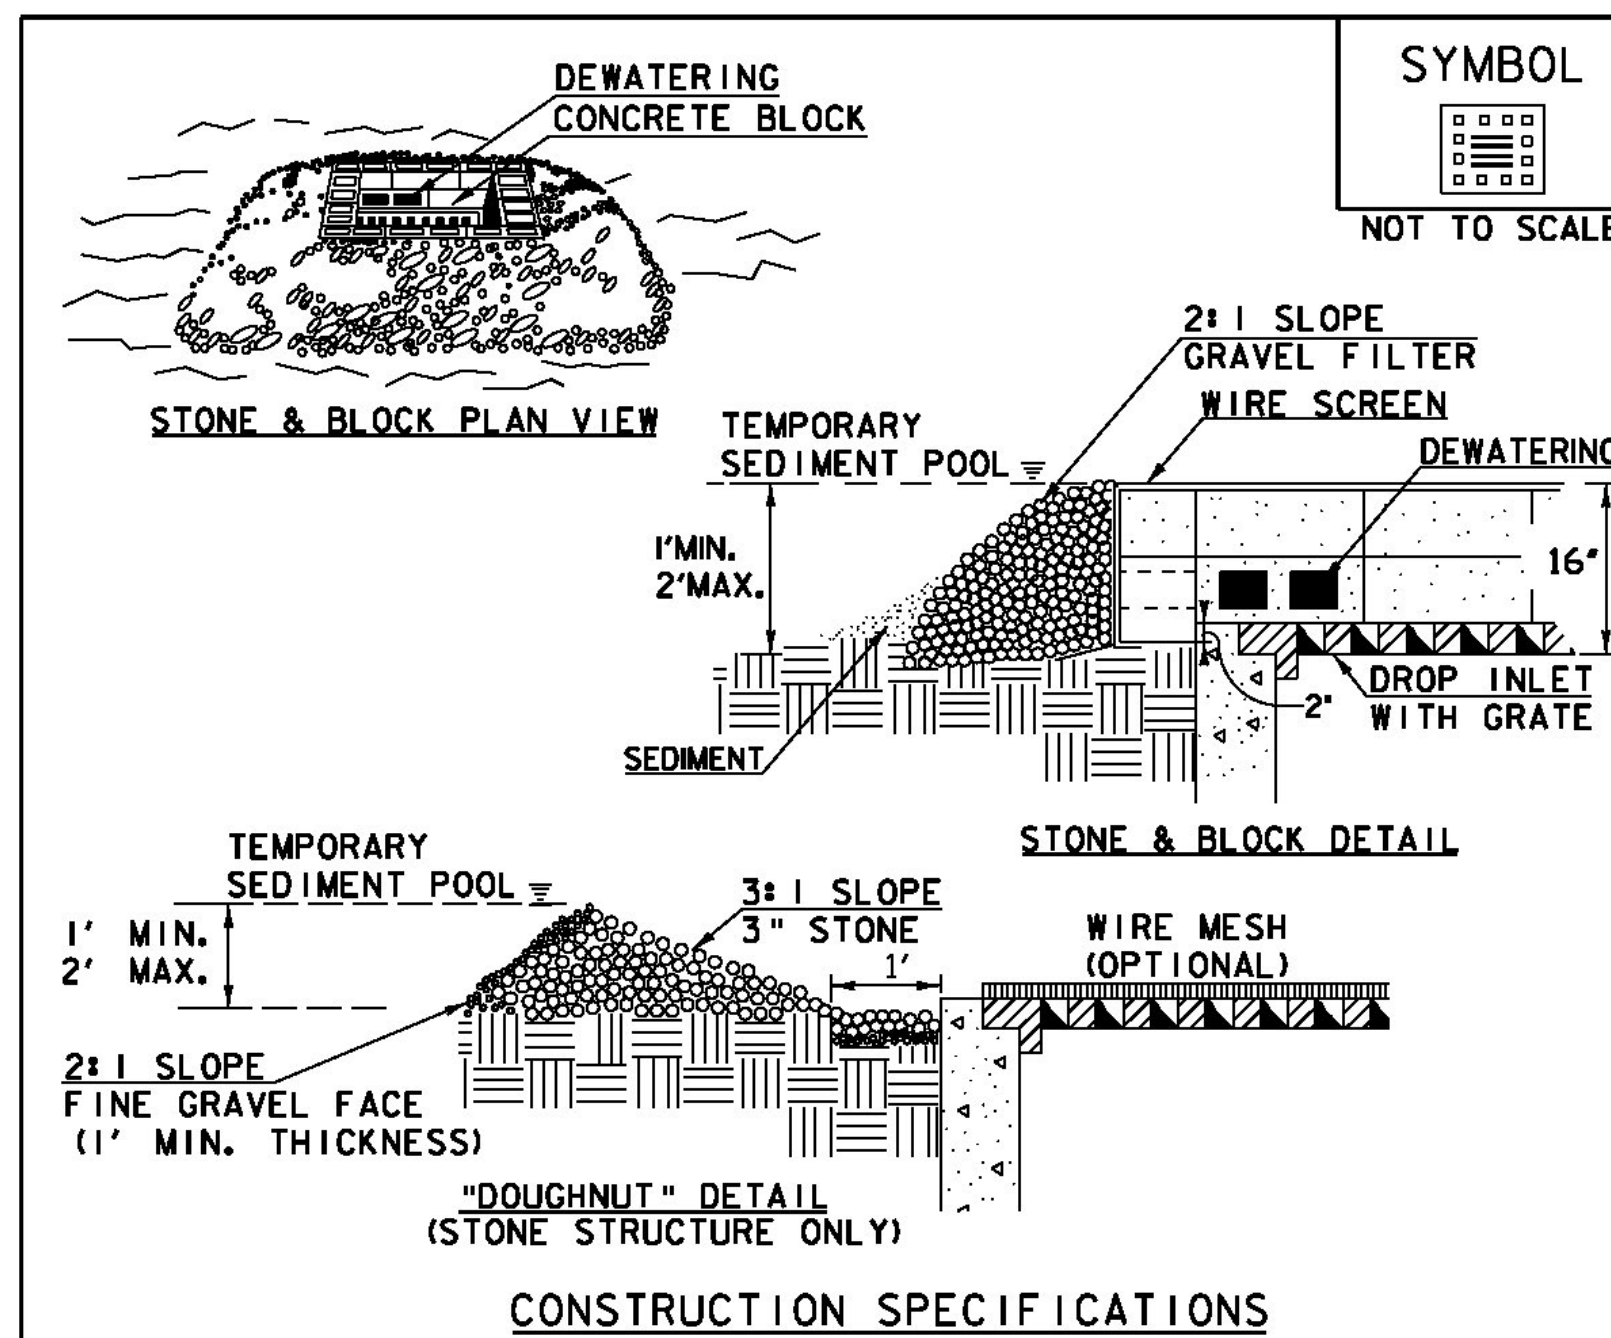 SYMBOL
NOT TO SCALE
DEWATERING
CONCRETE BLOCK
STONE & BLOCK PLAN VIEW
2:1 SLOPE
GRAVEL FILTER
WIRE SCREEN
TEMPORARY
SEDIMENT POOL
DEWATERING
1'MIN.
2'MAX.
16"
DROP INLET
WITH GRATE
2"
SEDIMENT
STONE & BLOCK DETAIL
TEMPORARY
SEDIMENT POOL
1' MIN.
2' MAX.
3:1 SLOPE
3" STONE
1'
WIRE MESH
(OPTIONAL)
2:1 SLOPE
FINE GRAVEL FACE
(1' MIN. THICKNESS)
"DOUGHNUT" DETAIL
(STONE STRUCTURE ONLY)
CONSTRUCTION SPECIFICATIONS